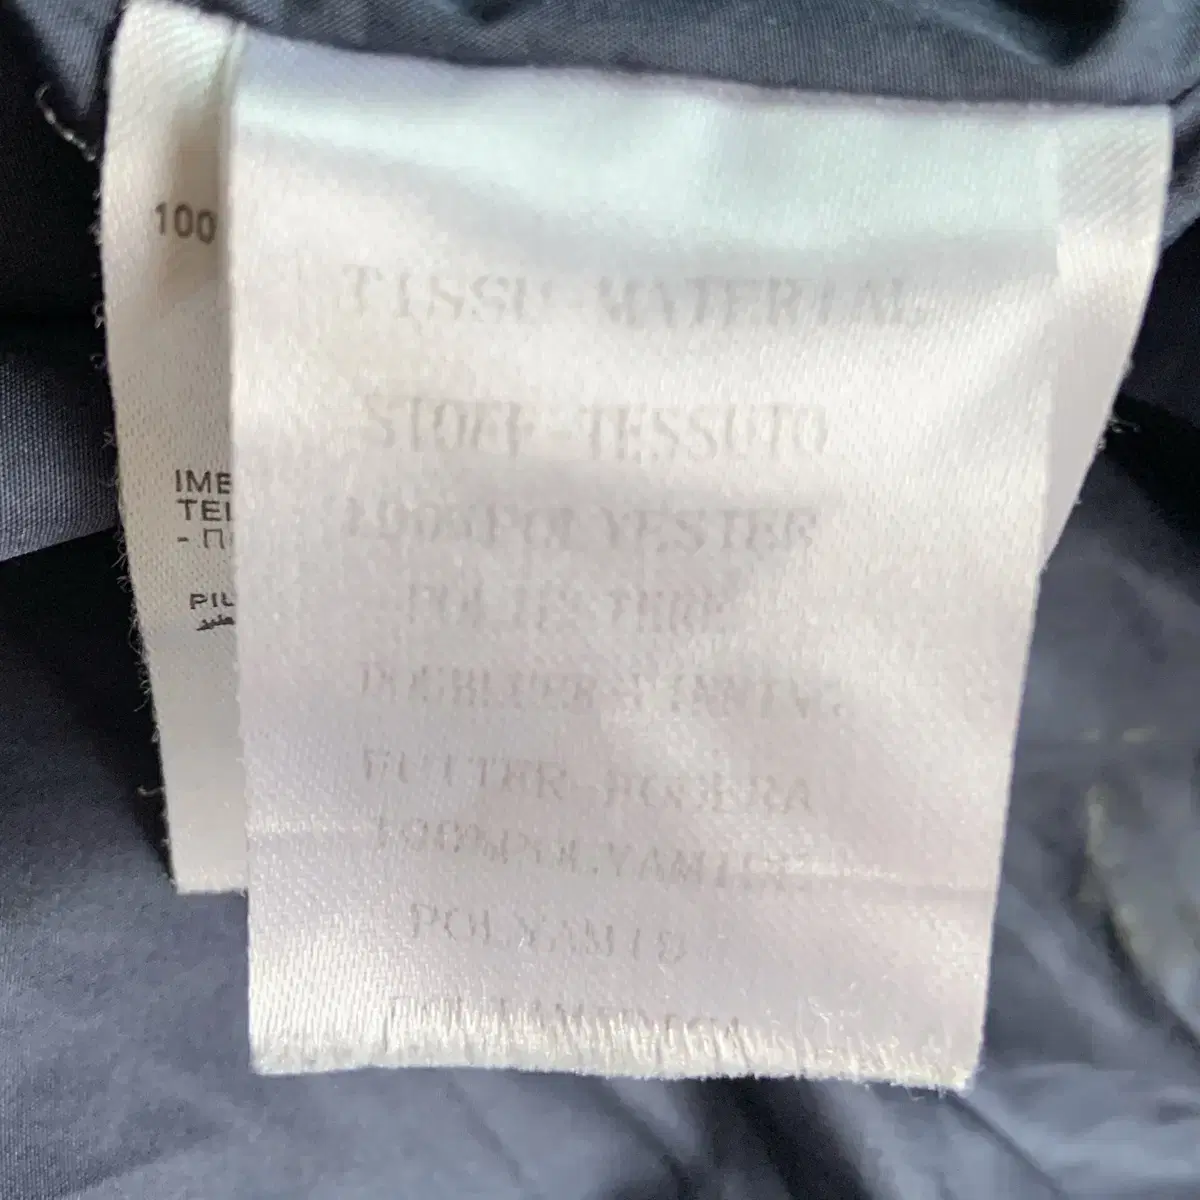 100
TISSU-MATERIAL
STOFF-TESSUTO
100%POLYESTER
POLIESTERE
DOUBLURE-LINING
FUTTER-FODERA
100%POLYAMIDE
POLYAMID
IME
TEI
PIL